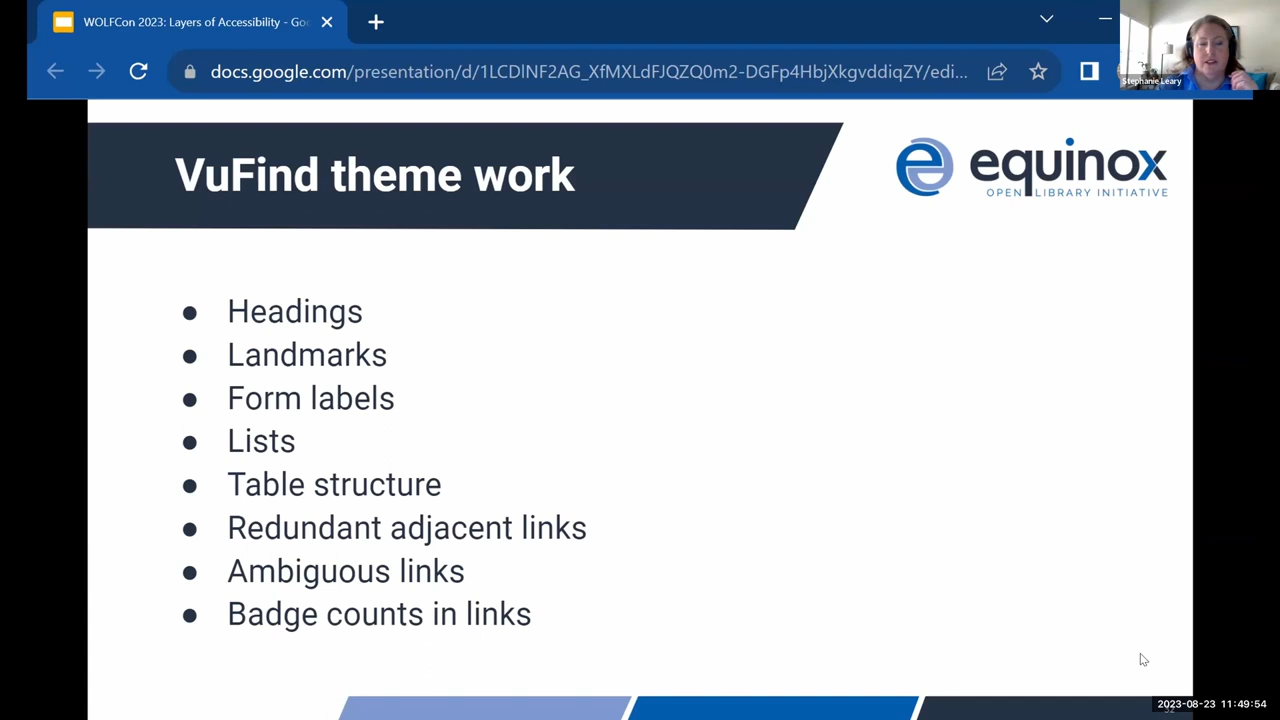 WOLFCon 2023: Layers of Accessibility - Goo
docs.google.com/presentation/d/1LCDlNF2AG_XfMXLdFJQZQ0m2-DGFp4HbjXkgvddiqZY/edi...
Stephanie Leary
VuFind theme work
equinox
OPEN LIBRARY INITIATIVE
● Headings
● Landmarks
● Form labels
● Lists
● Table structure
● Redundant adjacent links
● Ambiguous links
● Badge counts in links
2023-08-23 11:49:54